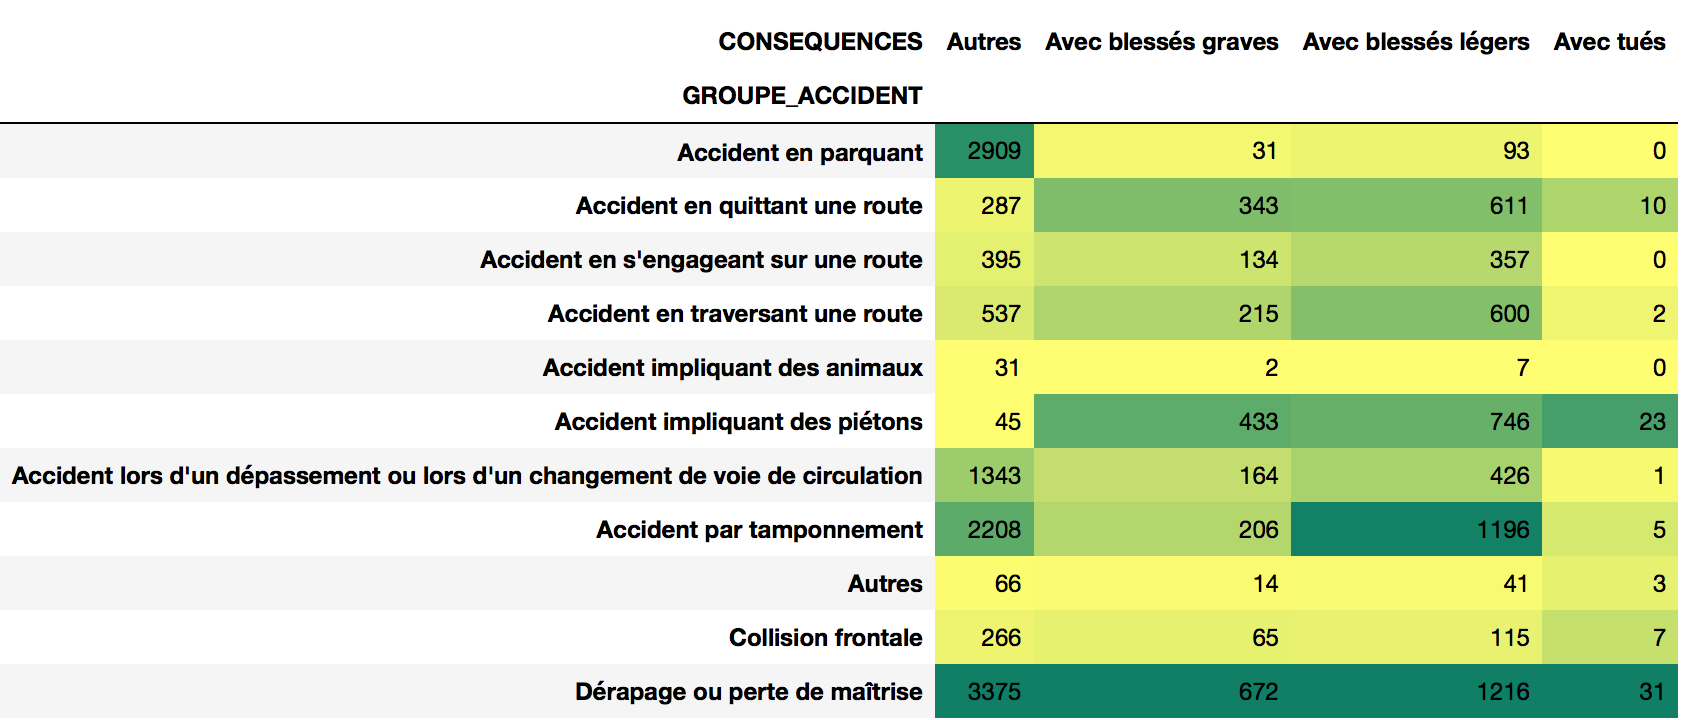 CONSEQUENCES Autres Avec blessés graves Avec blessés légers Avec tués
GROUPE_ACCIDENT
Accident en parquant 2909 31 93 0
Accident en quittant une route 287 343 611 10
Accident en s'engageant sur une route 395 134 357 0
Accident en traversant une route 537 215 600 2
Accident impliquant des animaux 31 2 7 0
Accident impliquant des piétons 45 433 746 23
Accident lors d'un dépassement ou lors d'un changement de voie de circulation 1343 164 426 1
Accident par tamponnement 2208 206 1196 5
Autres 66 14 41 3
Collision frontale 266 65 115 7
Dérapage ou perte de maîtrise 3375 672 1216 31